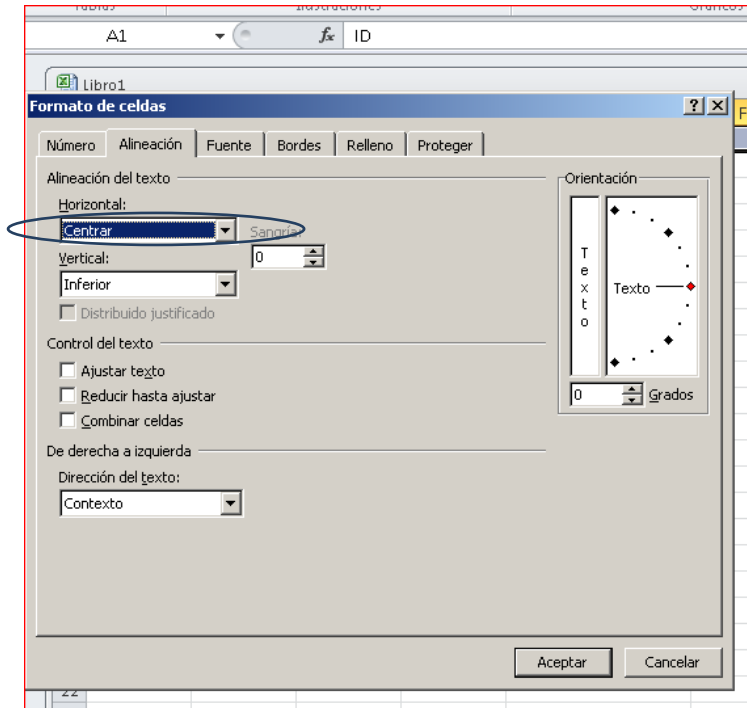 A1 fx ID
Libro1
Formato de celdas
F
Número Alineación Fuente Bordes Relleno Proteger
Alineación del texto
Orientación
Horizontal:
Centrar
Sangría:
Vertical:
0
Inferior
Texto
Texto
Distribuido justificado
Control del texto
Ajustar texto
Reducir hasta ajustar
0 Grados
Combinar celdas
De derecha a izquierda
Dirección del texto:
Contexto
Aceptar Cancelar
22